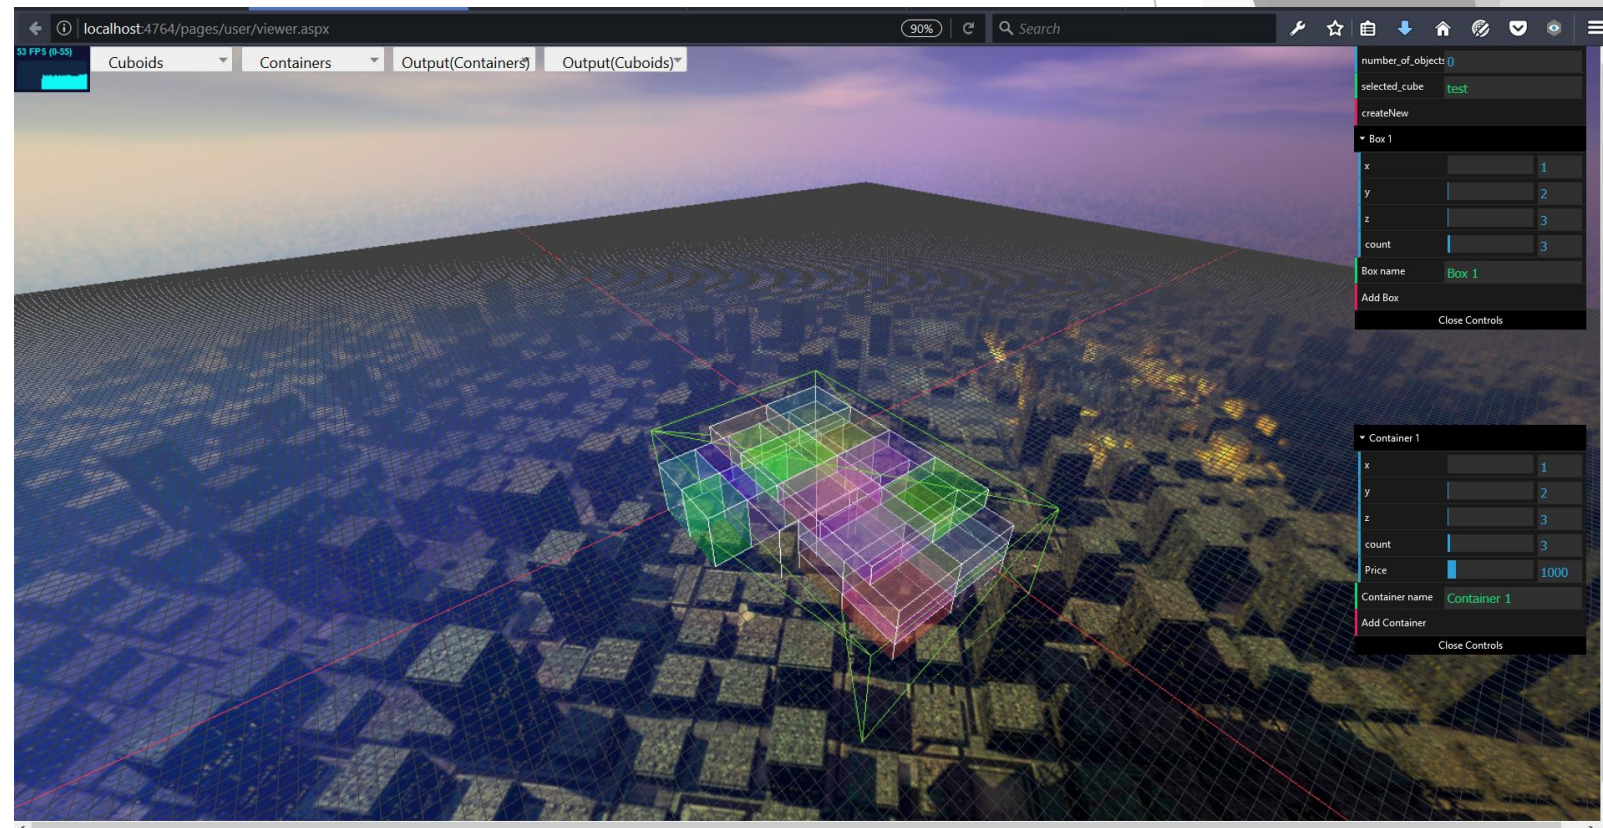 localhost:4764/pages/user/viewer.aspx
90%
Search
53 FPS (0-55)
Cuboids
Containers
Output(Containers)
Output(Cuboids)
number_of_objects 0
selected_cube test
createNew
Box 1
x 1
y 2
z 3
count 3
Box name Box 1
Add Box
Close Controls
Container 1
x 1
y 2
z 3
count 3
Price 1000
Container name Container 1
Add Container
Close Controls